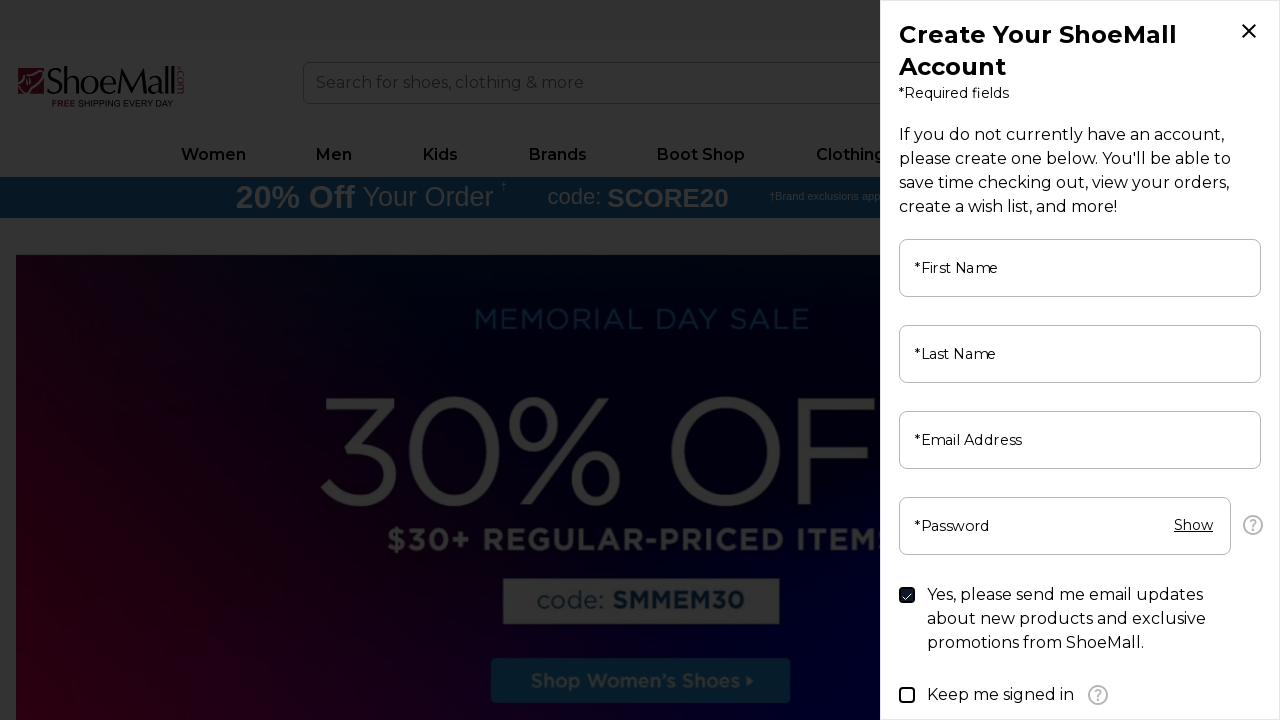 ShoeMall
.COM
FREE SHIPPING EVERY DAY
Search for shoes, clothing & more
Women Men Kids Brands Boot Shop Clothing
20% Off Your Order † code: SCORE20 †Brand exclusions app
MEMORIAL DAY SALE
30% OF
$30+ REGULAR-PRICED ITEMS
code: SMMEM30
Shop Women's Shoes
Create Your ShoeMall
Account
*Required fields
If you do not currently have an account,
please create one below. You'll be able to
save time checking out, view your orders,
create a wish list, and more!
*First Name
*Last Name
*Email Address
*Password Show ?
Yes, please send me email updates
about new products and exclusive
promotions from ShoeMall.
Keep me signed in ?